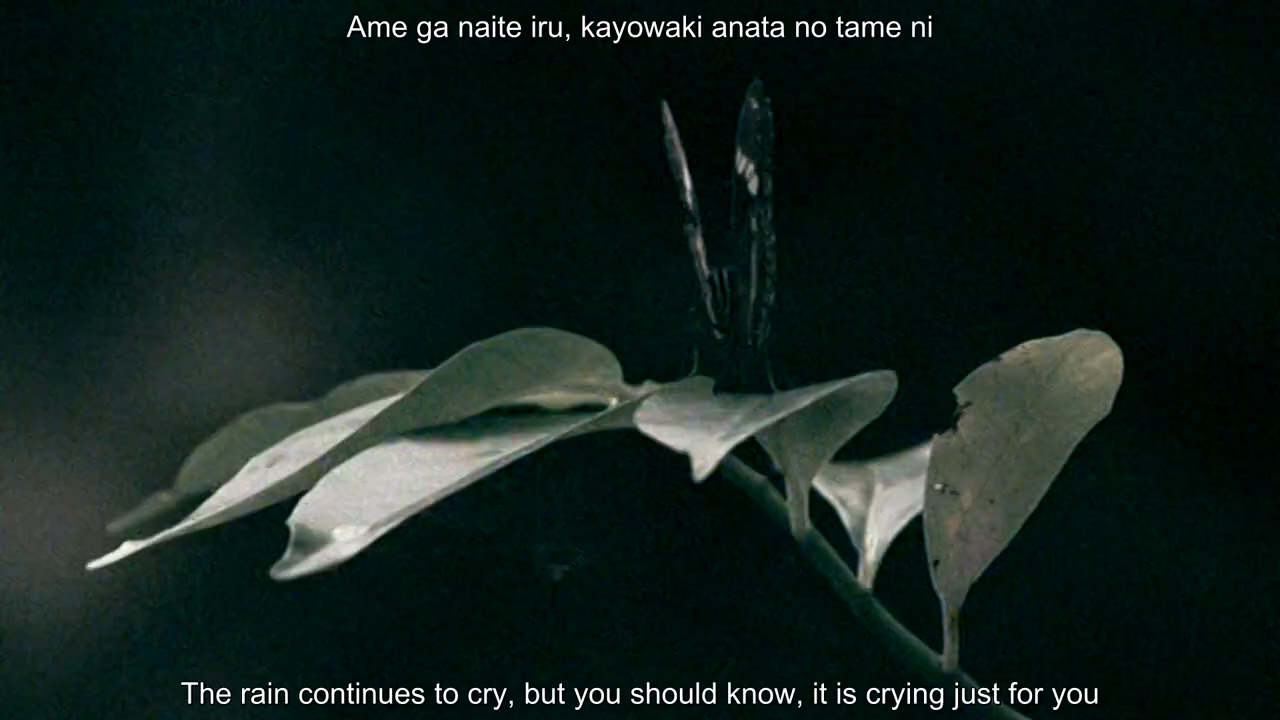 Ame ga naite iru, kayowaki anata no tame ni
The rain continues to cry, but you should know, it is crying just for you